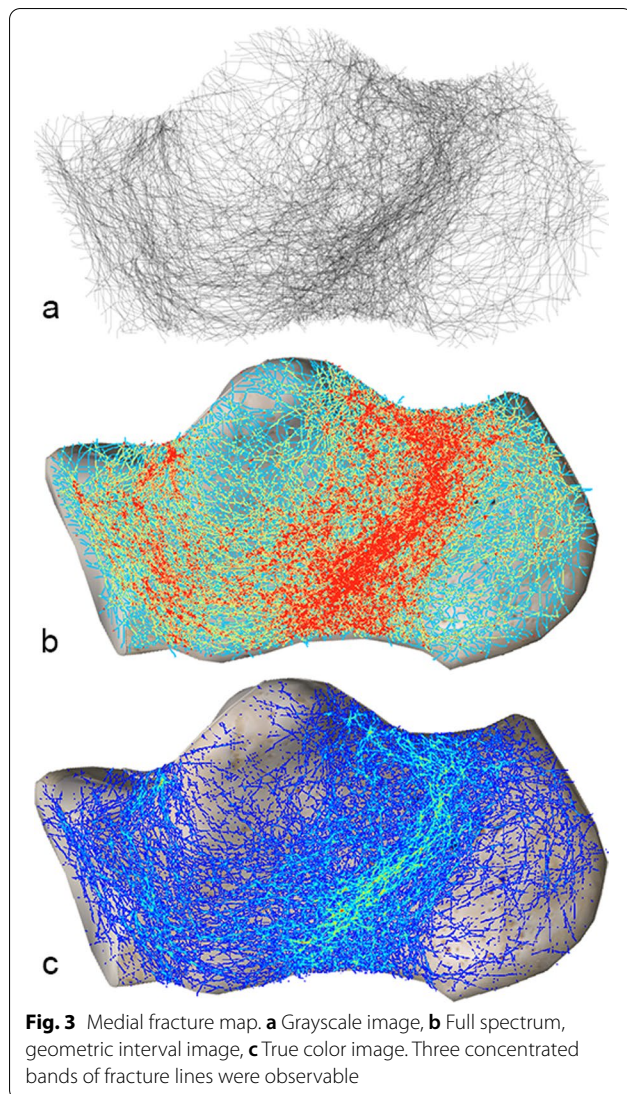 a
b
c
Fig. 3 Medial fracture map. a Grayscale image, b Full spectrum,
geometric interval image, c True color image. Three concentrated
bands of fracture lines were observable